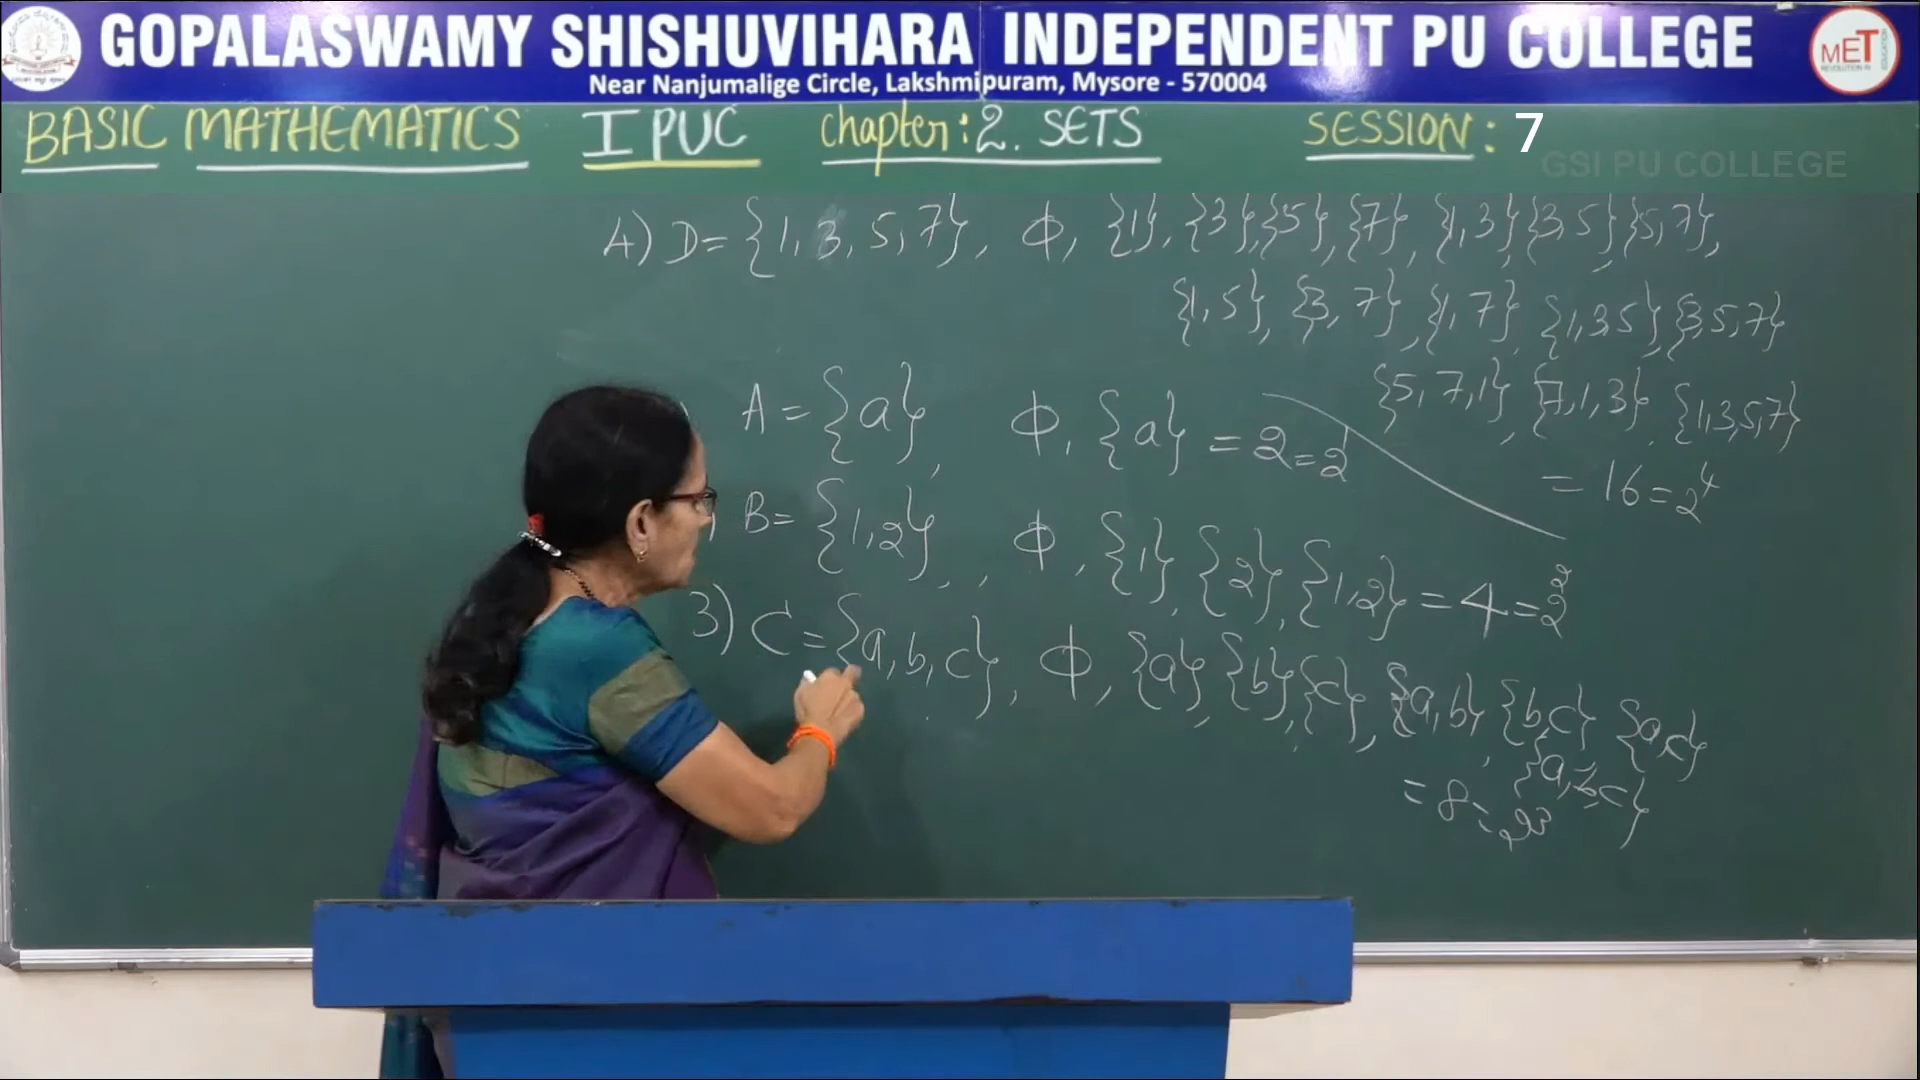 GOPALASWAMY SHISHUVIHARA INDEPENDENT PU COLLEGE
Near Nanjumalige Circle, Lakshmipuram, Mysore - 570004
MET
BASIC MATHEMATICS I PUC Chapter: 2. SETS SESSION: 7
GSI PU COLLEGE
4) D = {1, 3, 5, 7}, Φ, {1}, {3}, {5}, {7}, {1,3} {3,5} {5,7},
{1,5}, {3,7}, {1,7}, {1,3,5}, {3,5,7}
{5,7,1}, {7,1,3}, {1,3,5,7}
= 16 = 2⁴
A = {a}, Φ, {a} = 2 = 2¹
B = {1,2}, Φ, {1}, {2}, {1,2} = 4 = 2²
3) C = {a, b, c}, Φ, {a}, {b}, {c}, {a,b}, {b,c} {a,c}
{a,b,c}
= 8 = 2³